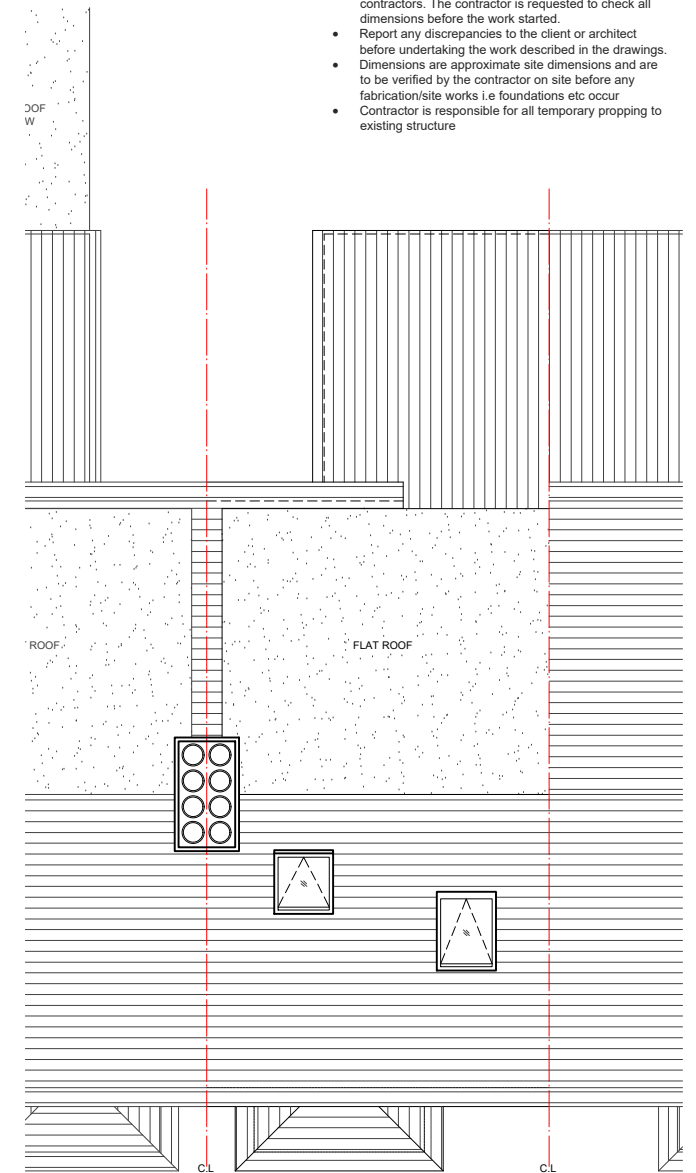 contractors. The contractor is requested to check all
dimensions before the work started.
• Report any discrepancies to the client or architect
before undertaking the work described in the drawings.
• Dimensions are approximate site dimensions and are
to be verified by the contractor on site before any
fabrication/site works i.e foundations etc occur
• Contractor is responsible for all temporary propping to
existing structure
OOF
W
ROOF
FLAT ROOF
C.L
C.L